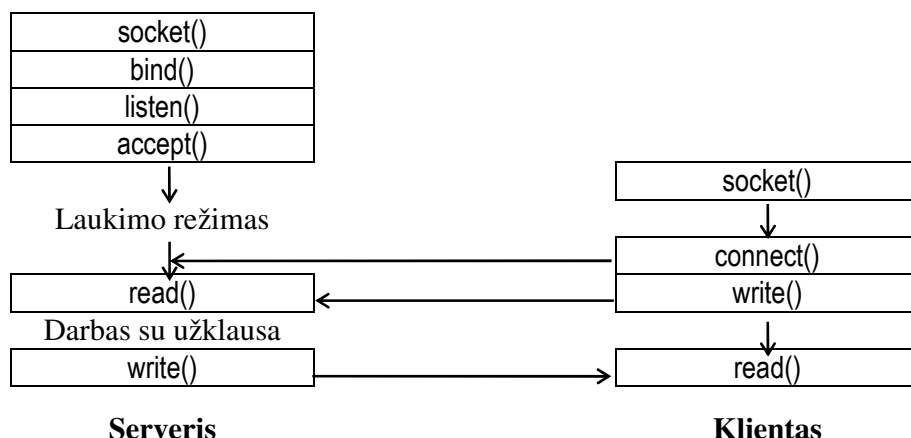 socket()
bind()
listen()
accept()
Laukimo režimas
read()
Darbas su užklausa
write()
Serveris
socket()
connect()
write()
read()
Klientas